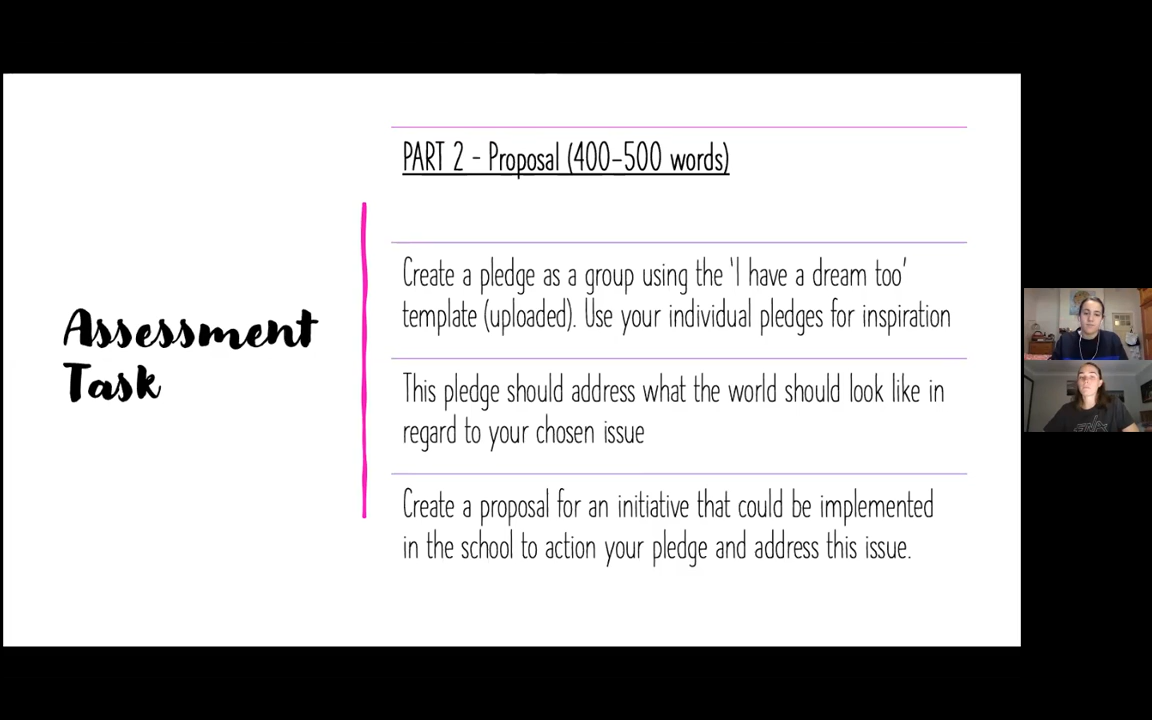 Assessment
Task
PART 2 - Proposal (400-500 words)
Create a pledge as a group using the 'I have a dream too'
template (uploaded). Use your individual pledges for inspiration
This pledge should address what the world should look like in
regard to your chosen issue
Create a proposal for an initiative that could be implemented
in the school to action your pledge and address this issue.